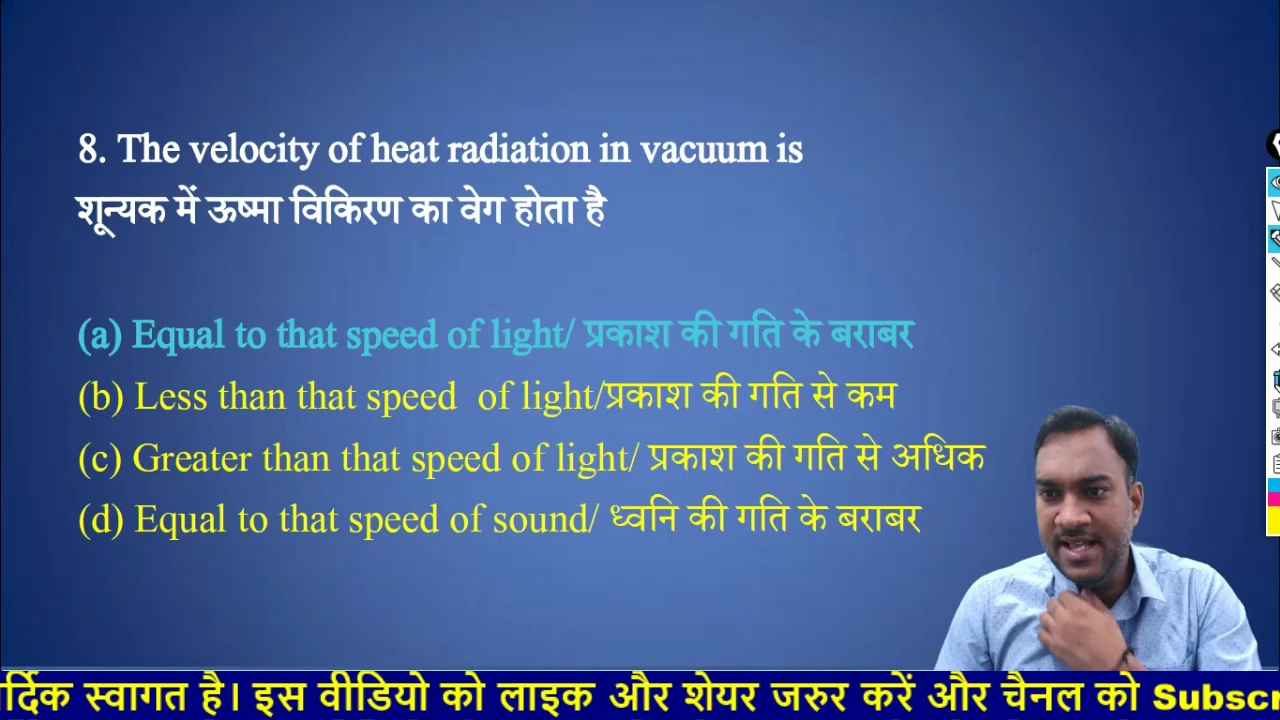 8. The velocity of heat radiation in vacuum is
शून्यक में ऊष्मा विकिरण का वेग होता है
(a) Equal to that speed of light/ प्रकाश की गति के बराबर
(b) Less than that speed of light/प्रकाश की गति से कम
(c) Greater than that speed of light/ प्रकाश की गति से अधिक
(d) Equal to that speed of sound/ ध्वनि की गति के बराबर
स्वागत है। इस वीडियो को लाइक और शेयर जरुर करें और चैनल को